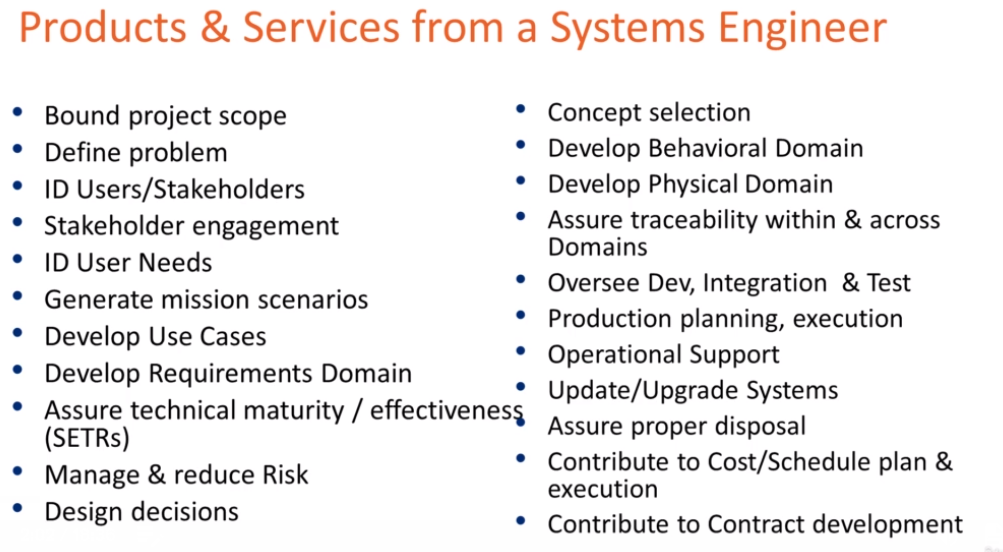 Products & Services from a Systems Engineer
• Bound project scope
• Define problem
• ID Users/Stakeholders
• Stakeholder engagement
• ID User Needs
• Generate mission scenarios
• Develop Use Cases
• Develop Requirements Domain
• Assure technical maturity / effectiveness
(SETRs)
• Manage & reduce Risk
• Design decisions
• Concept selection
• Develop Behavioral Domain
• Develop Physical Domain
• Assure traceability within & across
Domains
• Oversee Dev, Integration & Test
• Production planning, execution
• Operational Support
• Update/Upgrade Systems
• Assure proper disposal
• Contribute to Cost/Schedule plan &
execution
• Contribute to Contract development